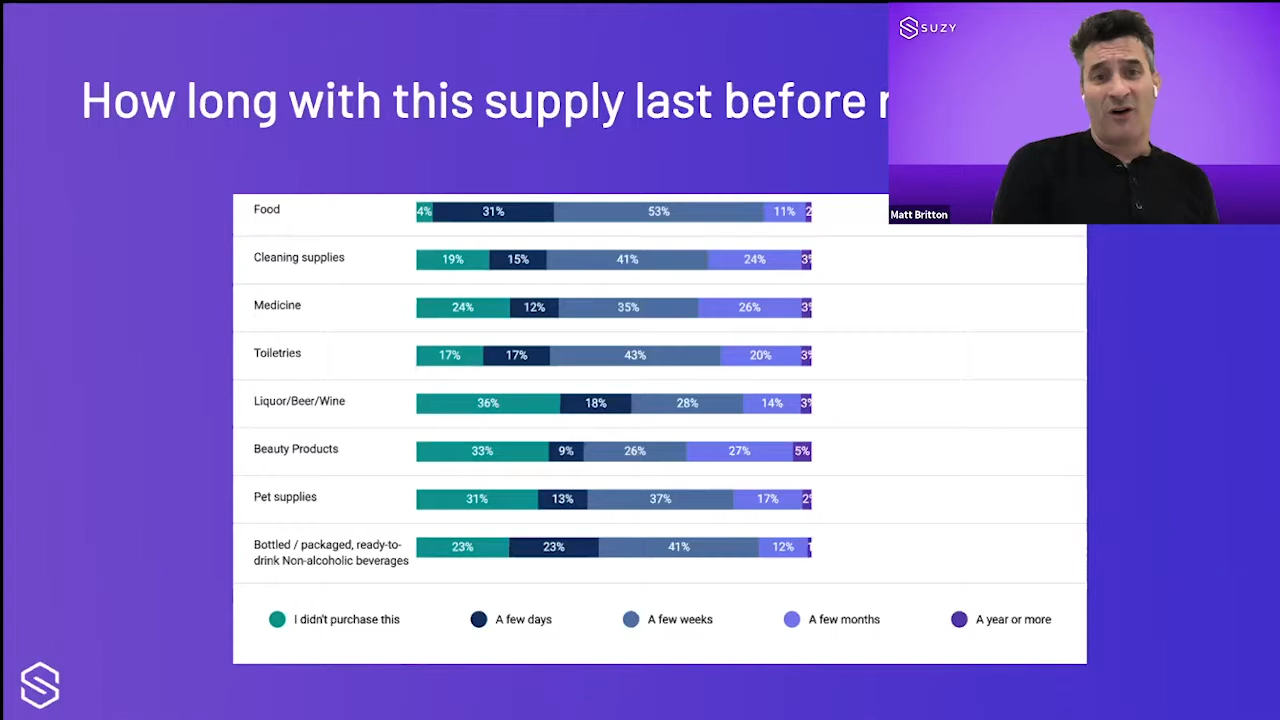 SUZY
How long with this supply last before
Matt Britton
Food 4% 31% 53% 11% 2
Cleaning supplies 19% 15% 41% 24% 3%
Medicine 24% 12% 35% 26% 3%
Toiletries 17% 17% 43% 20% 3%
Liquor/Beer/Wine 36% 18% 28% 14% 3%
Beauty Products 33% 9% 26% 27% 5%
Pet supplies 31% 13% 37% 17% 2%
Bottled / packaged, ready-to- 23% 23% 41% 12% 1
drink Non-alcoholic beverages
I didn't purchase this A few days A few weeks A few months A year or more